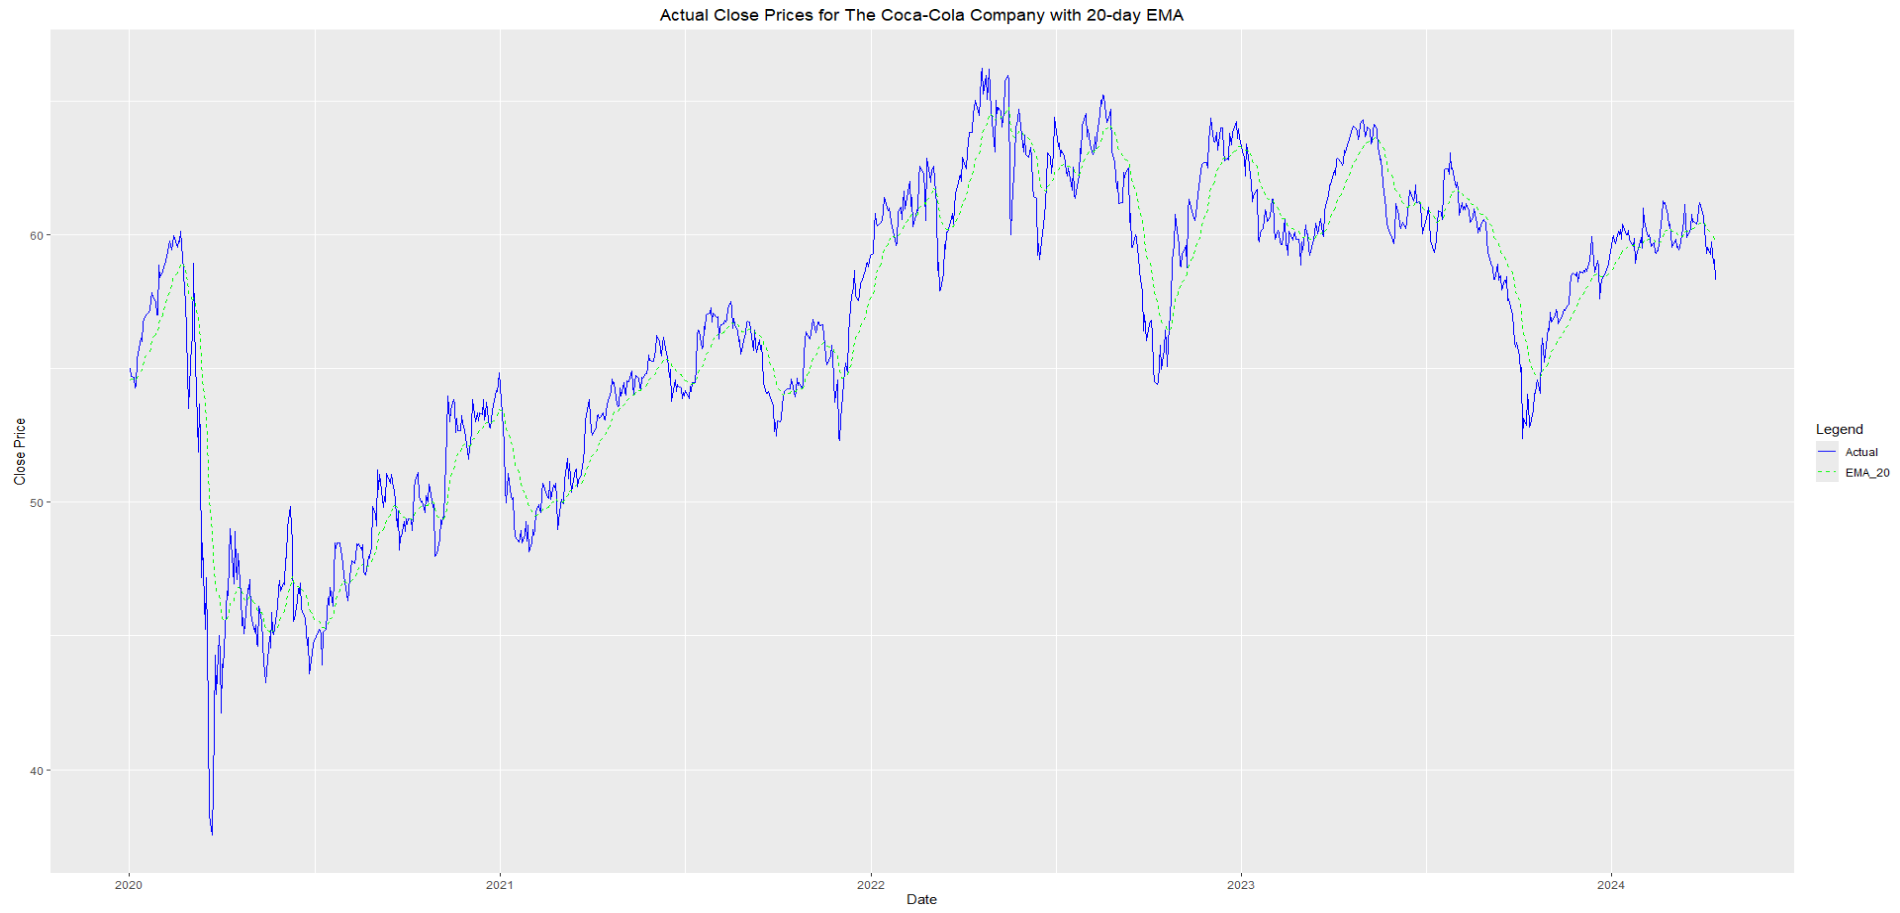 Actual Close Prices for The Coca-Cola Company with 20-day EMA
Close Price
60
50
40
2020
2021
2022
2023
2024
Date
Legend
Actual
EMA_20